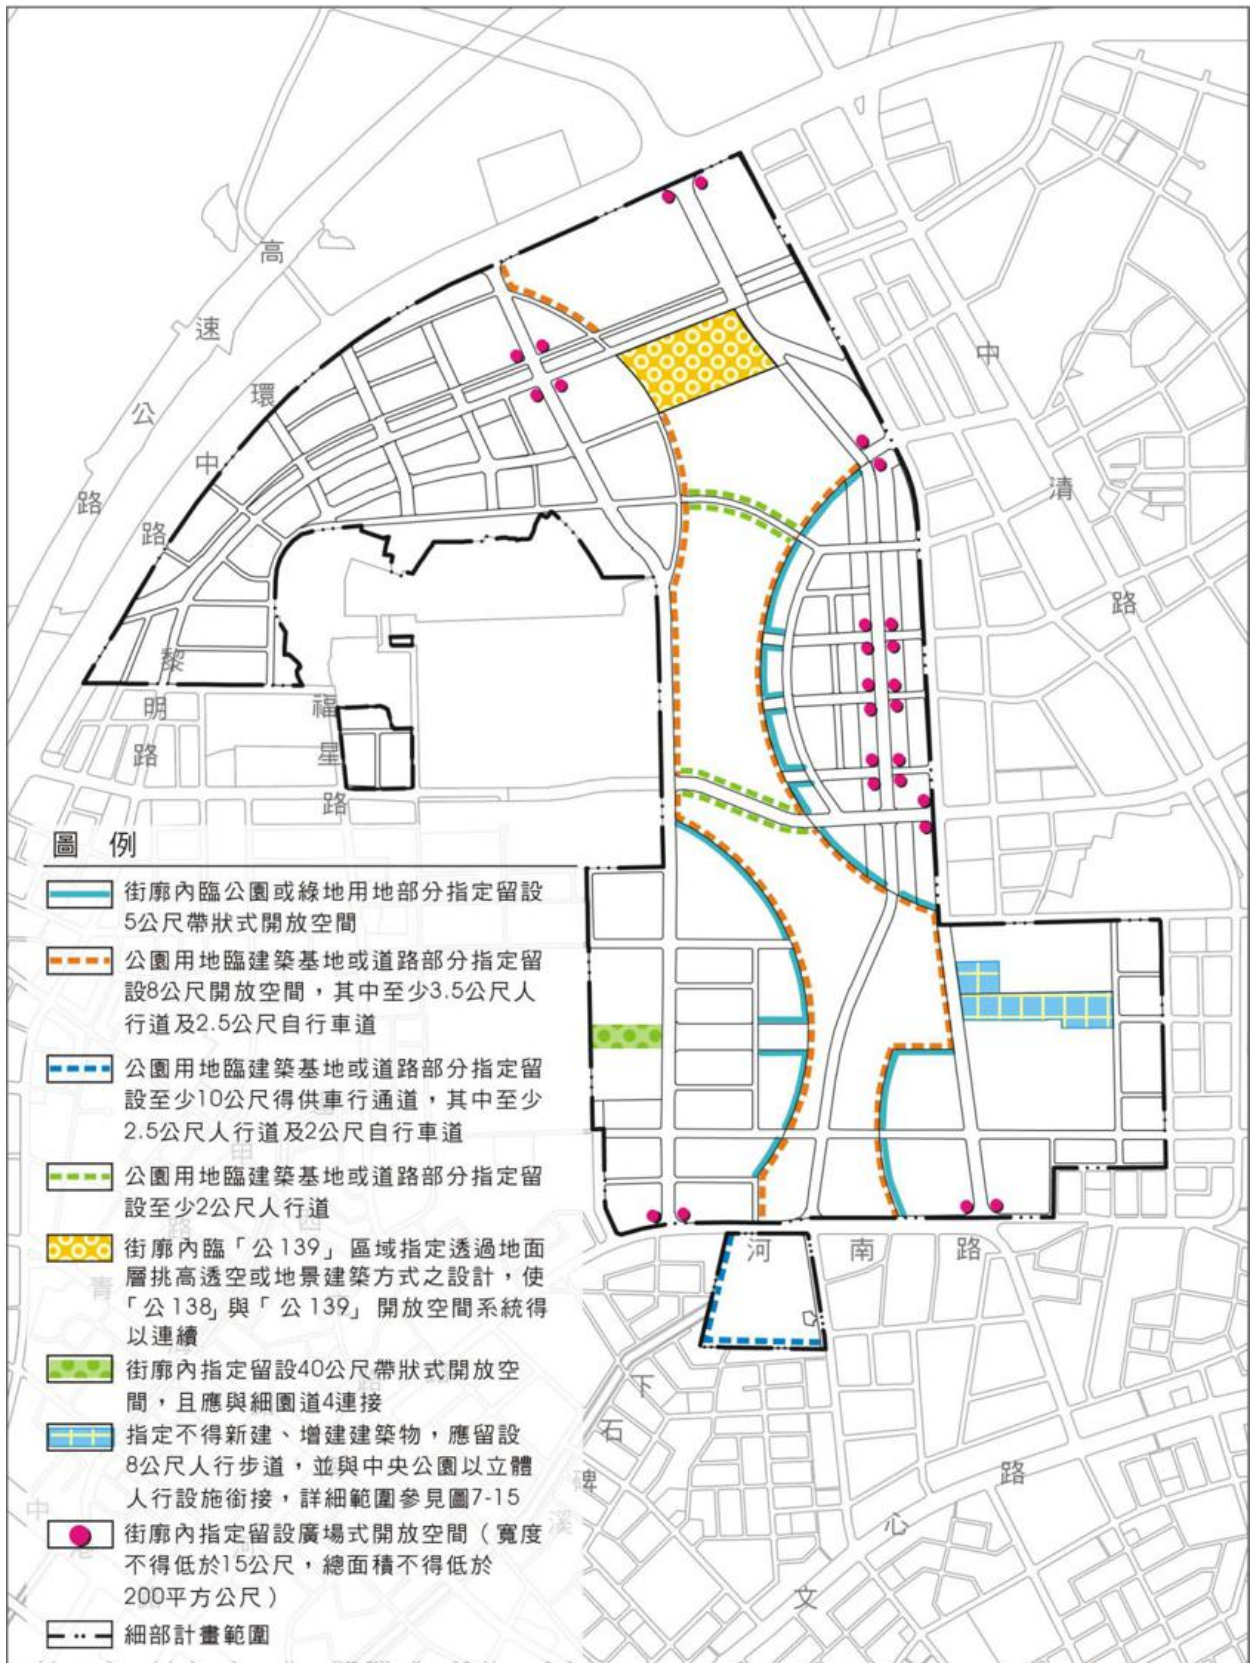 高
速
公
路
環
中
路
中
清
路
黎
明
路
福
星
路
圖 例
街廓內臨公園或綠地用地部分指定留設
5公尺帶狀式開放空間
公園用地臨建築基地或道路部分指定留
設8公尺開放空間，其中至少3.5公尺人
行道及2.5公尺自行車道
公園用地臨建築基地或道路部分指定留
設至少10公尺得供車行通道，其中至少
2.5公尺人行道及2公尺自行車道
公園用地臨建築基地或道路部分指定留
設至少2公尺人行道
街廓內臨「公139」區域指定透過地面
層挑高透空或地景建築方式之設計，使
「公138」與「公139」開放空間系統得
以連續
街廓內指定留設40公尺帶狀式開放空
間，且應與細園道4連接
指定不得新建、增建建築物，應留設
8公尺人行步道，並與中央公園以立體
人行設施銜接，詳細範圍參見圖7-15
街廓內指定留設廣場式開放空間（寬度
不得低於15公尺，總面積不得低於
200平方公尺）
細部計畫範圍
河 南 路
下
石
碑
溪
路
心
文
西
路
青
中
港